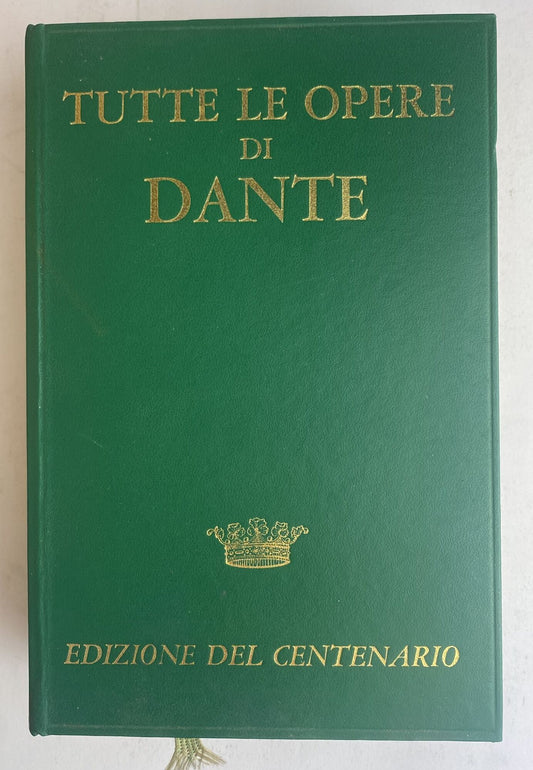 TUTTE LE OPERE
DI
DANTE
EDIZIONE DEL CENTENARIO